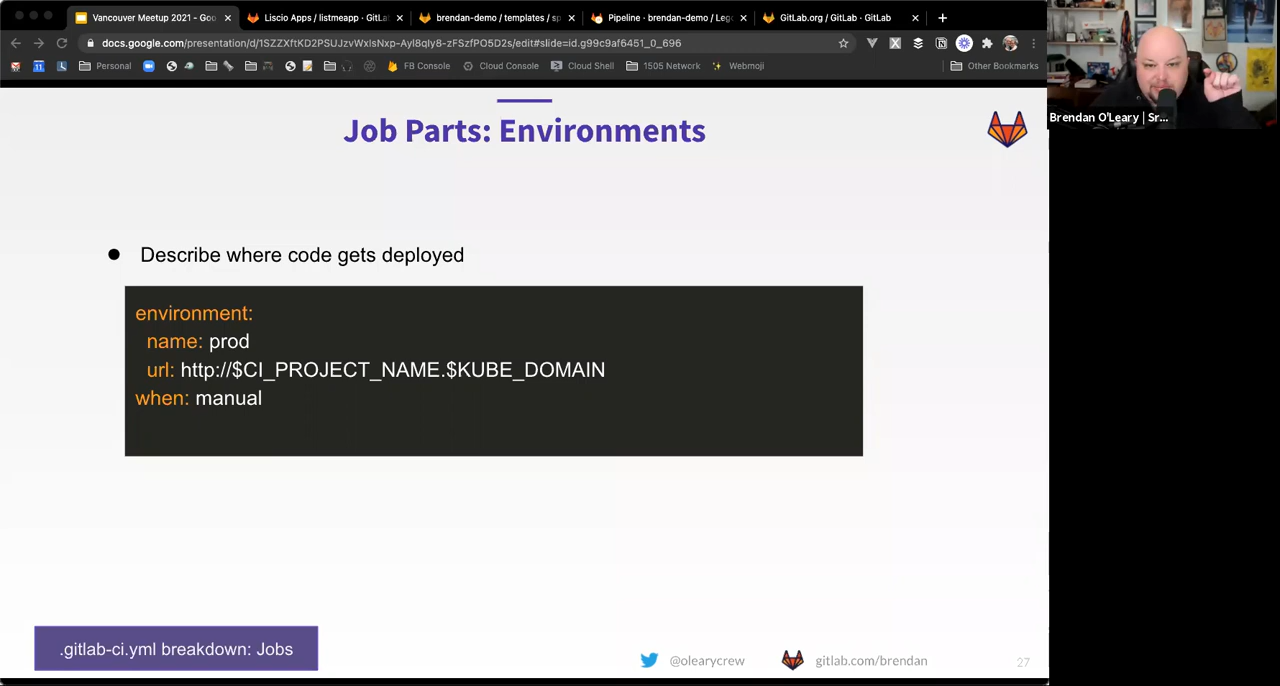 Vancouver Meetup 2021 - Goo
Liscio Apps / listmeapp · GitLa
brendan-demo / templates / sp
Pipeline · brendan-demo / Leg
GitLab.org / GitLab · GitLab
docs.google.com/presentation/d/1SZZXftKD2PSUJzvWxIsNxp-Ayl8qIy8-zFSzfPO5D2s/edit#slide=id.g99c9af6451_0_696
Personal
FB Console
Cloud Console
Cloud Shell
1505 Network
Webmoji
Other Bookmarks
Brendan O'Leary | Sr...
Job Parts: Environments
● Describe where code gets deployed
environment:
name: prod
url: http://$CI_PROJECT_NAME.$KUBE_DOMAIN
when: manual
.gitlab-ci.yml breakdown: Jobs
@olearycrew
gitlab.com/brendan
27